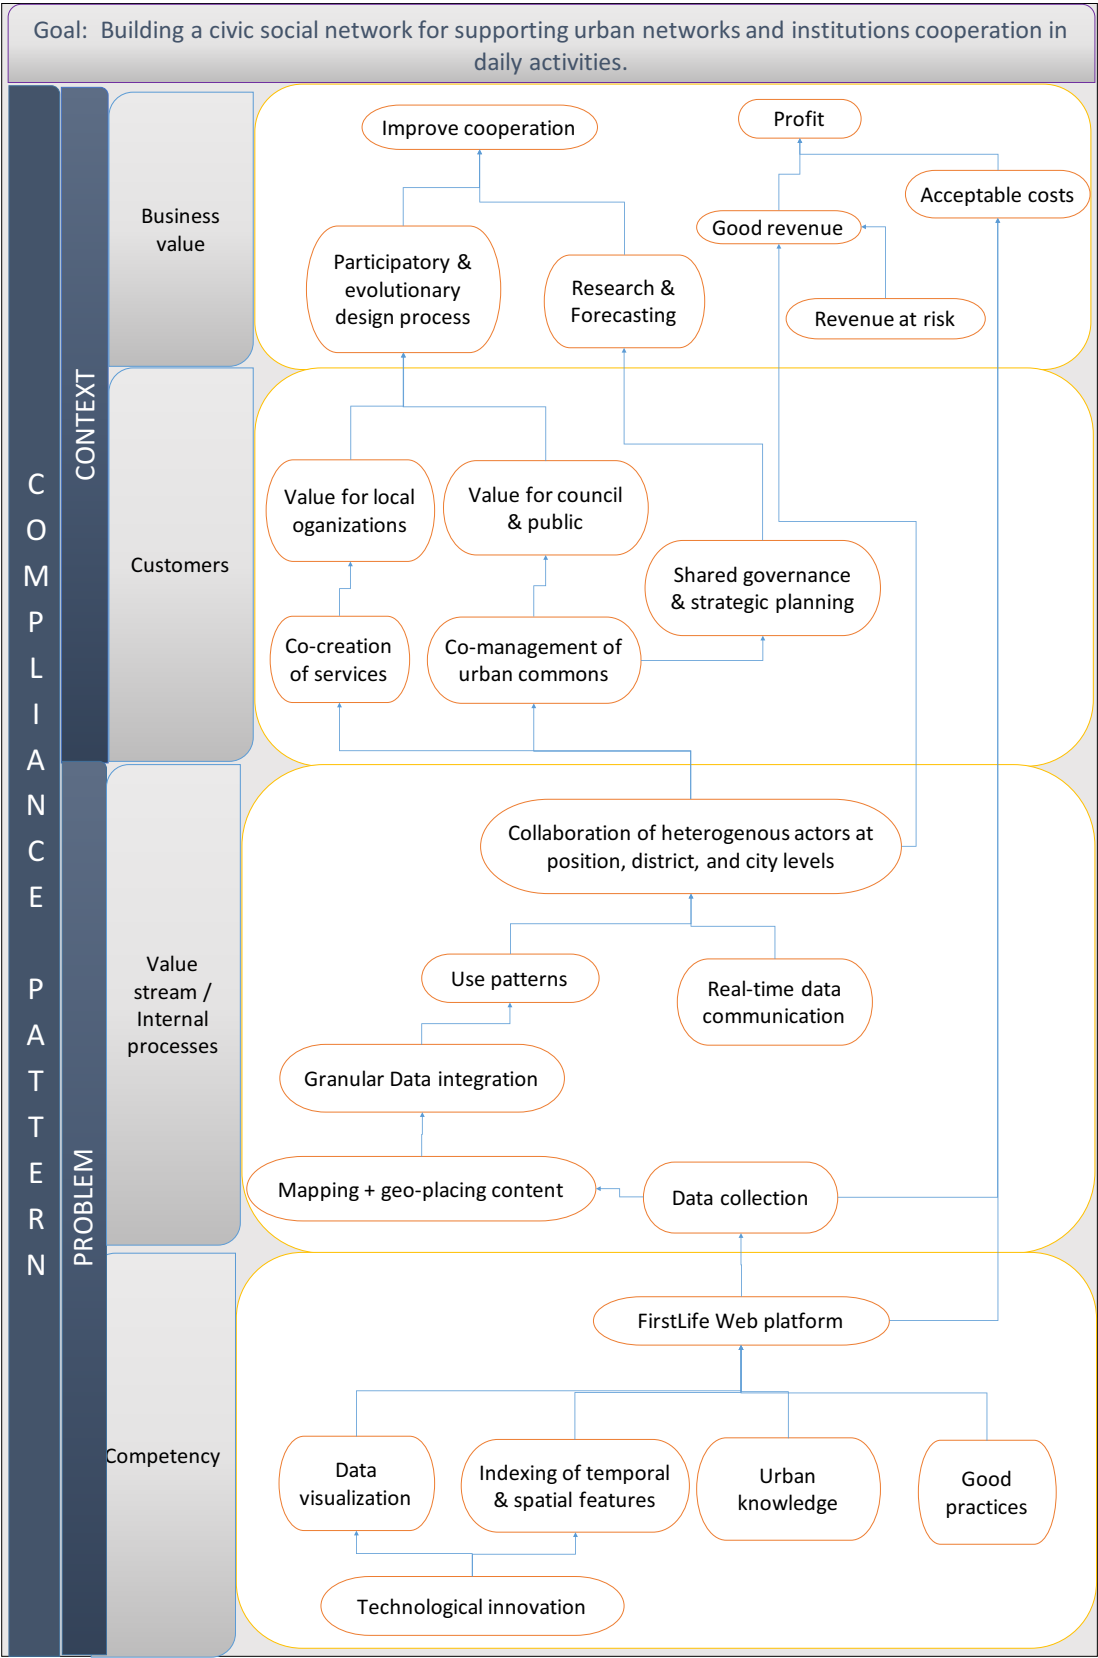 Goal:  Building a civic social network for supporting urban networks and institutions cooperation in
daily activities.
COMPLIANCE PATTERN
CONTEXT
PROBLEM
Business
value
Improve cooperation
Profit
Acceptable costs
Good revenue
Participatory &
evolutionary
design process
Research &
Forecasting
Revenue at risk
Customers
Value for local
oganizations
Value for council
& public
Shared governance
& strategic planning
Co-creation
of services
Co-management of
urban commons
Value
stream /
Internal
processes
Collaboration of heterogenous actors at
position, district, and city levels
Use patterns
Real-time data
communication
Granular Data integration
Mapping + geo-placing content
Data collection
Competency
FirstLife Web platform
Data
visualization
Indexing of temporal
& spatial features
Urban
knowledge
Good
practices
Technological innovation